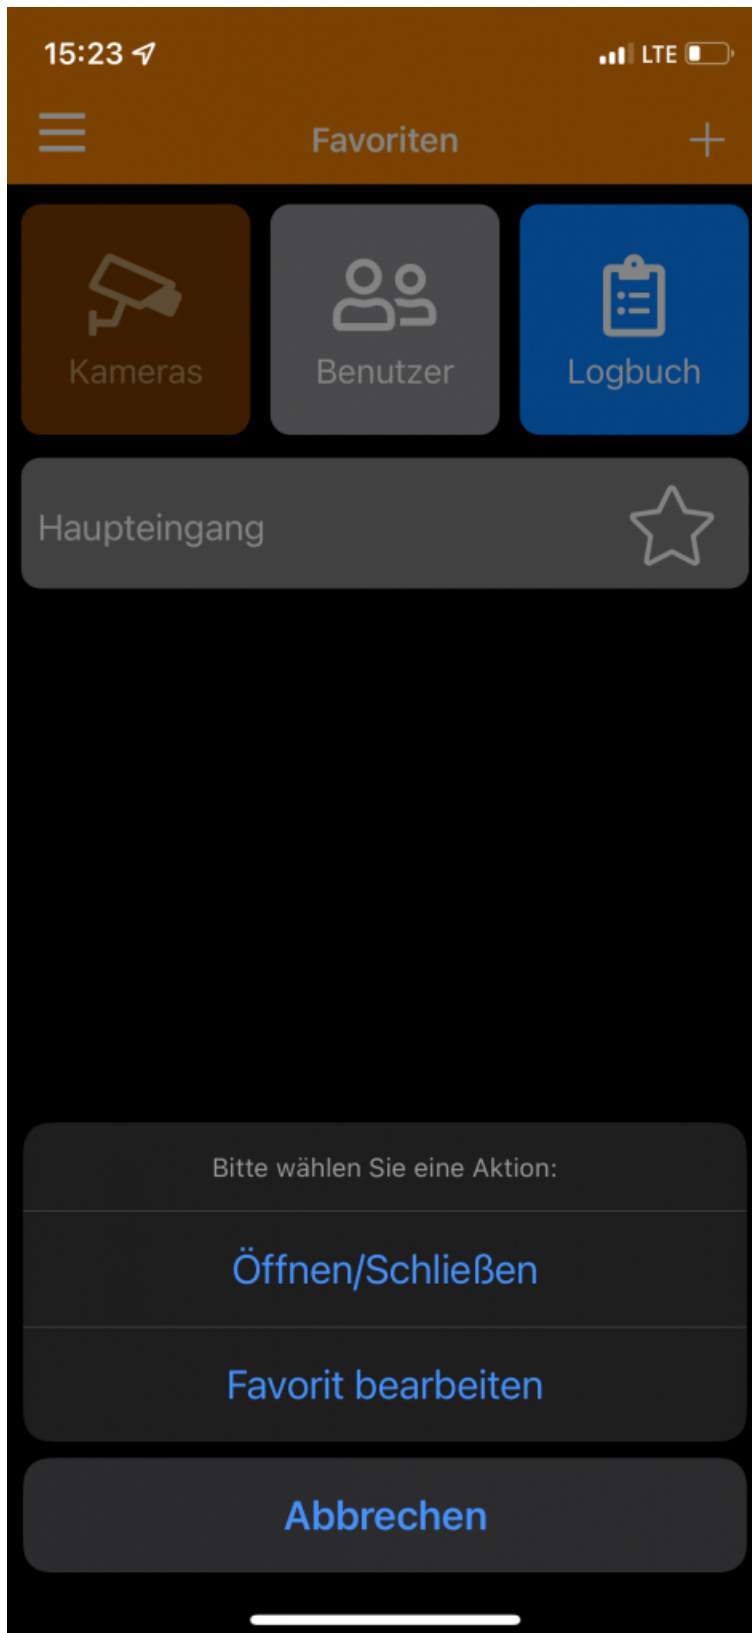 15:23 LTE
Favoriten
Kameras Benutzer Logbuch
Haupteingang
Bitte wählen Sie eine Aktion:
Öffnen/Schließen
Favorit bearbeiten
Abbrechen